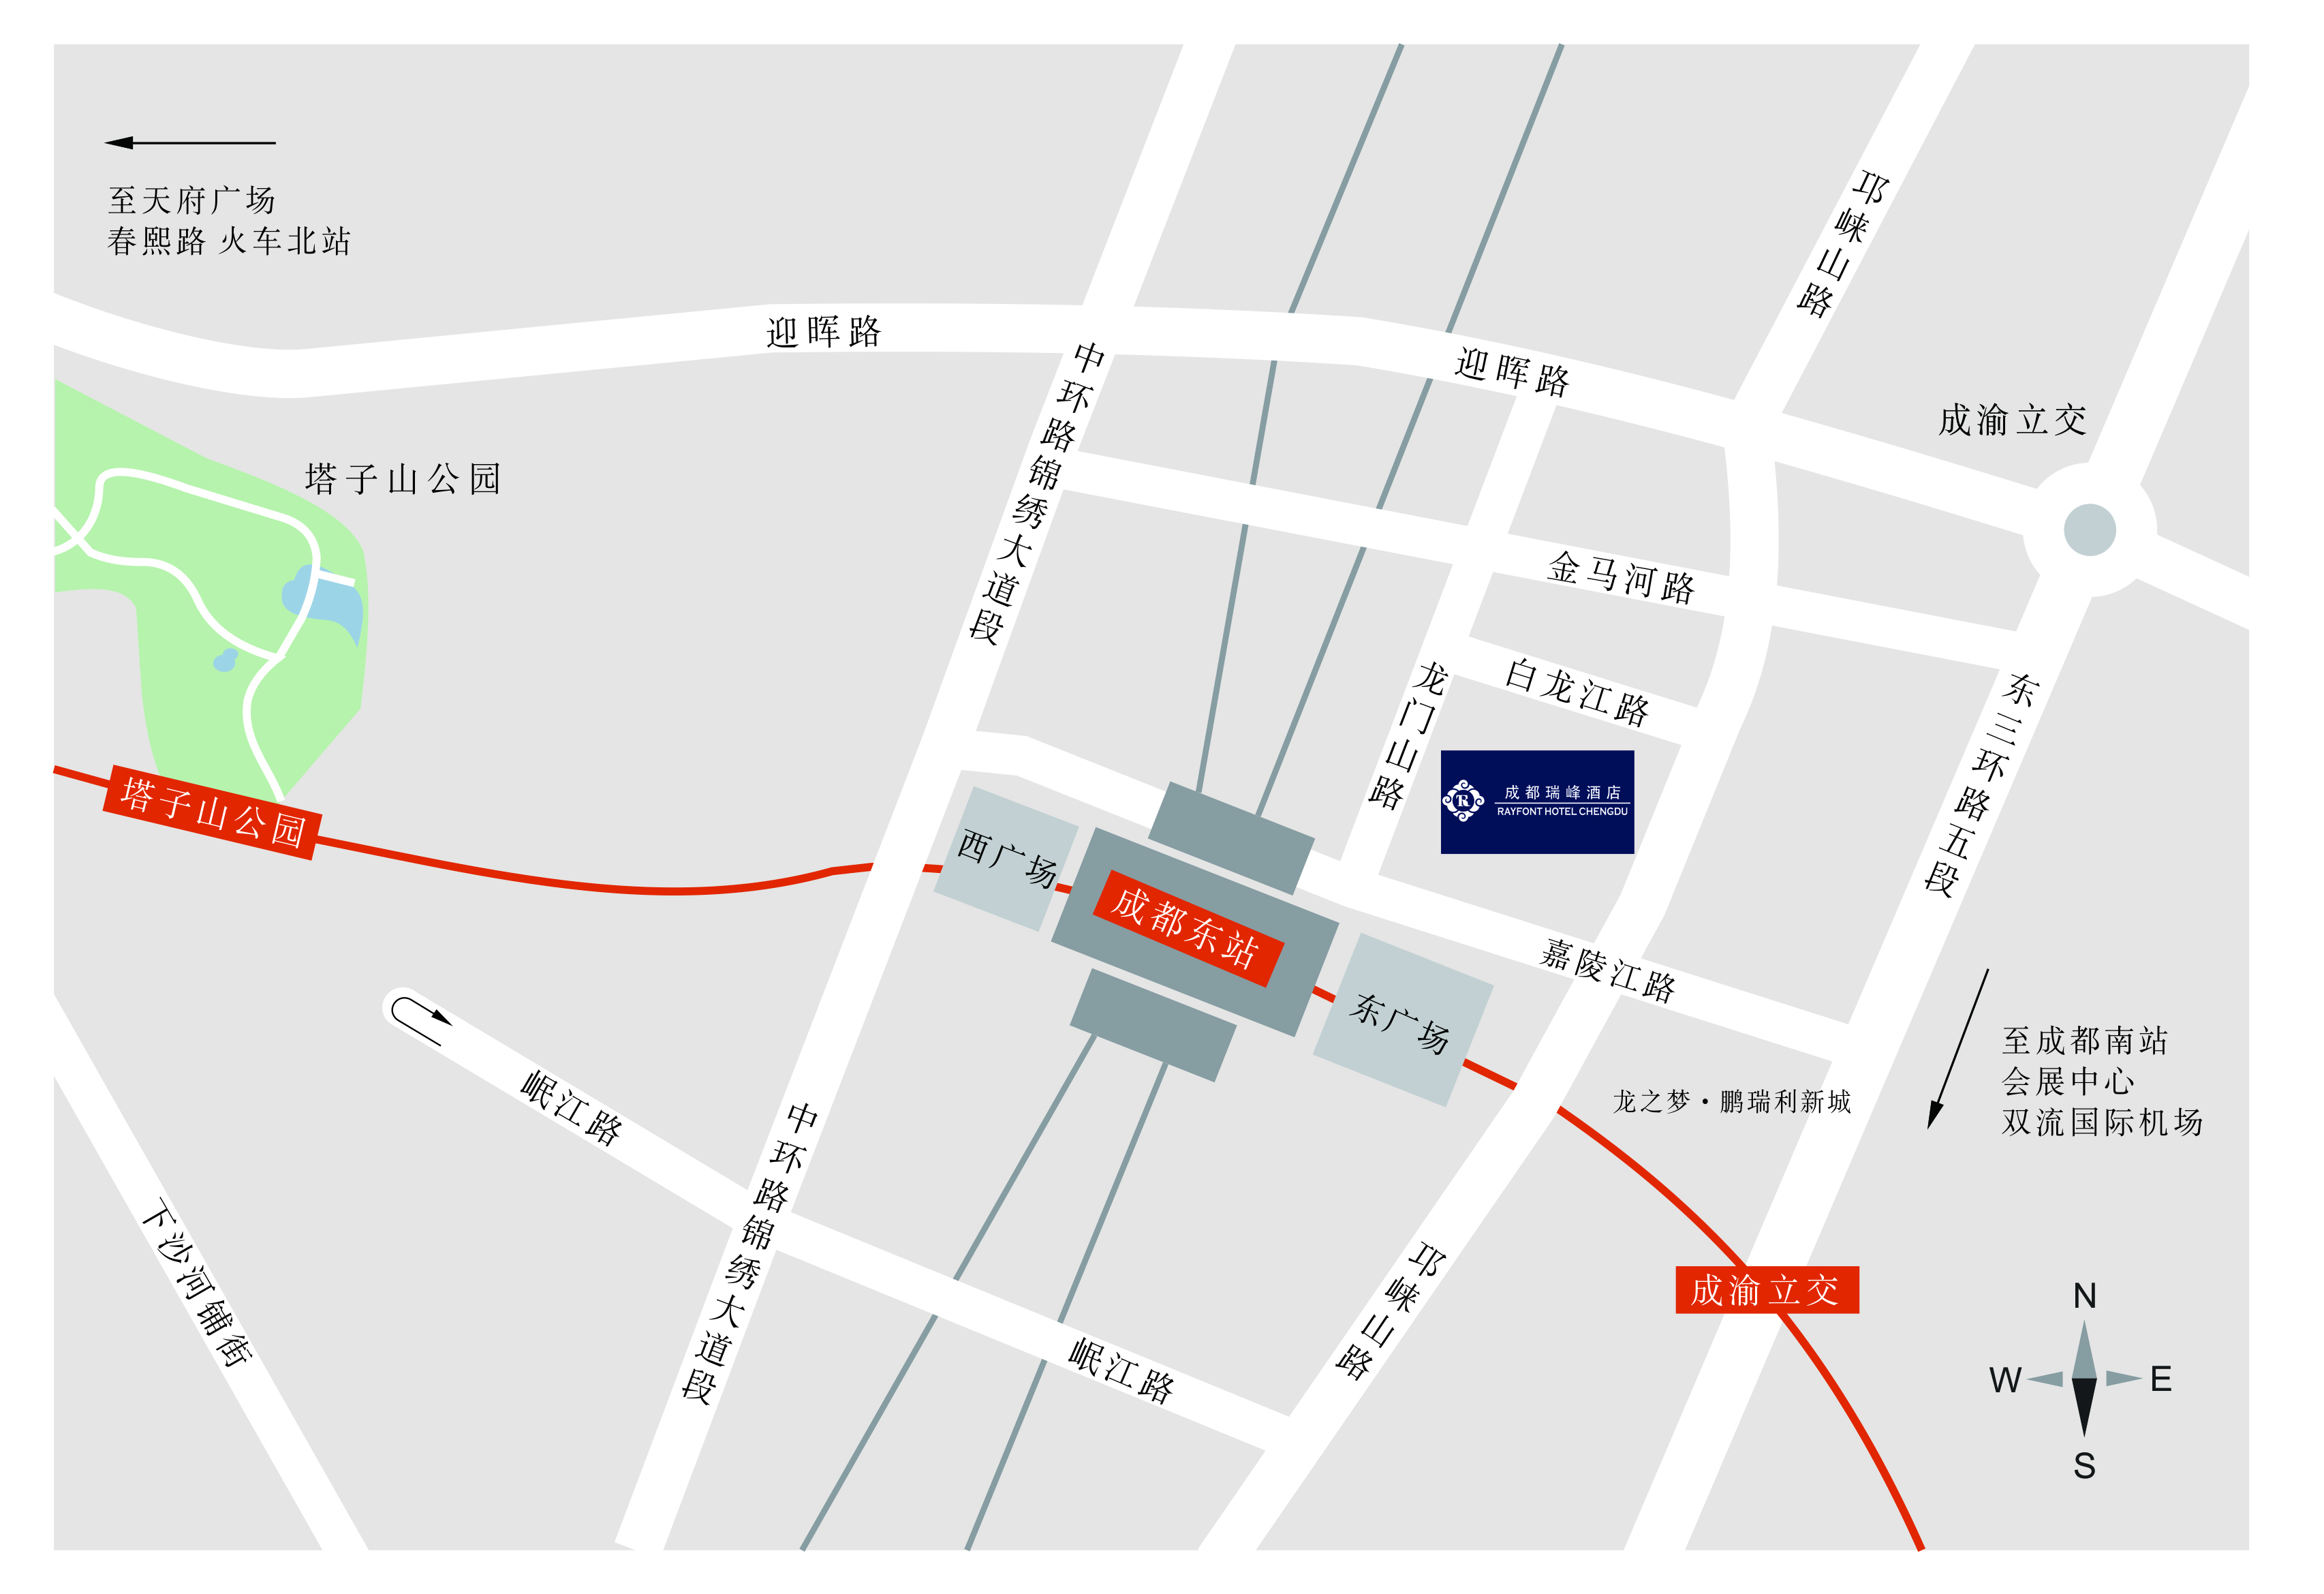 至天府广场
春熙路 火车北站
迎晖路
迎晖路
邛崃山路
成渝立交
塔子山公园
中环路锦绣大道段
金马河路
白龙江路
龙门山路
东三环路五段
成都瑞峰酒店
RAYFONT HOTEL CHENGDU
R
塔子山公园
西广场
成都东站
东广场
嘉陵江路
至成都南站
会展中心
双流国际机场
龙之梦·鹏瑞利新城
岷江路
中环路锦绣大道段
下沙河铺街
岷江路
邛崃山路
成渝立交
N
W
E
S